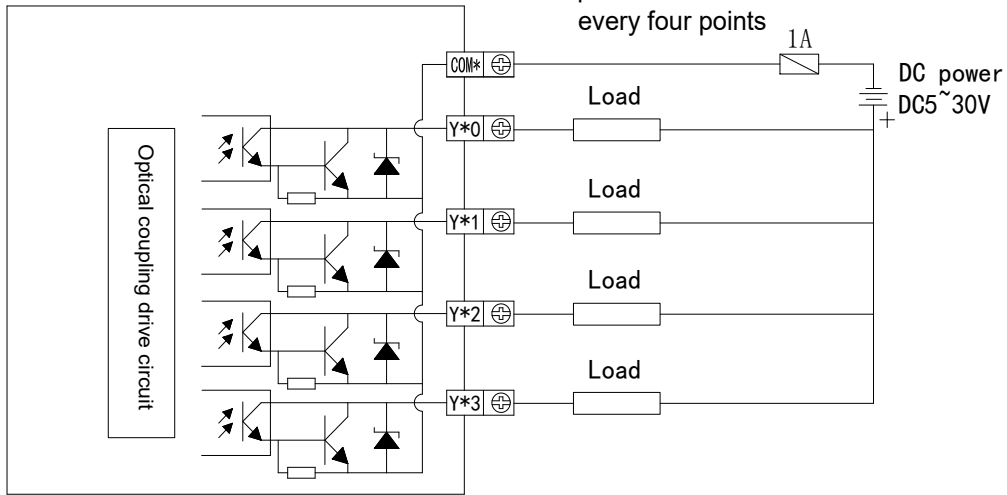 every four points
1A
COM*
DC power
DC5~30V
+
Load
Y*0
Load
Y*1
Load
Y*2
Load
Y*3
Optical coupling drive circuit